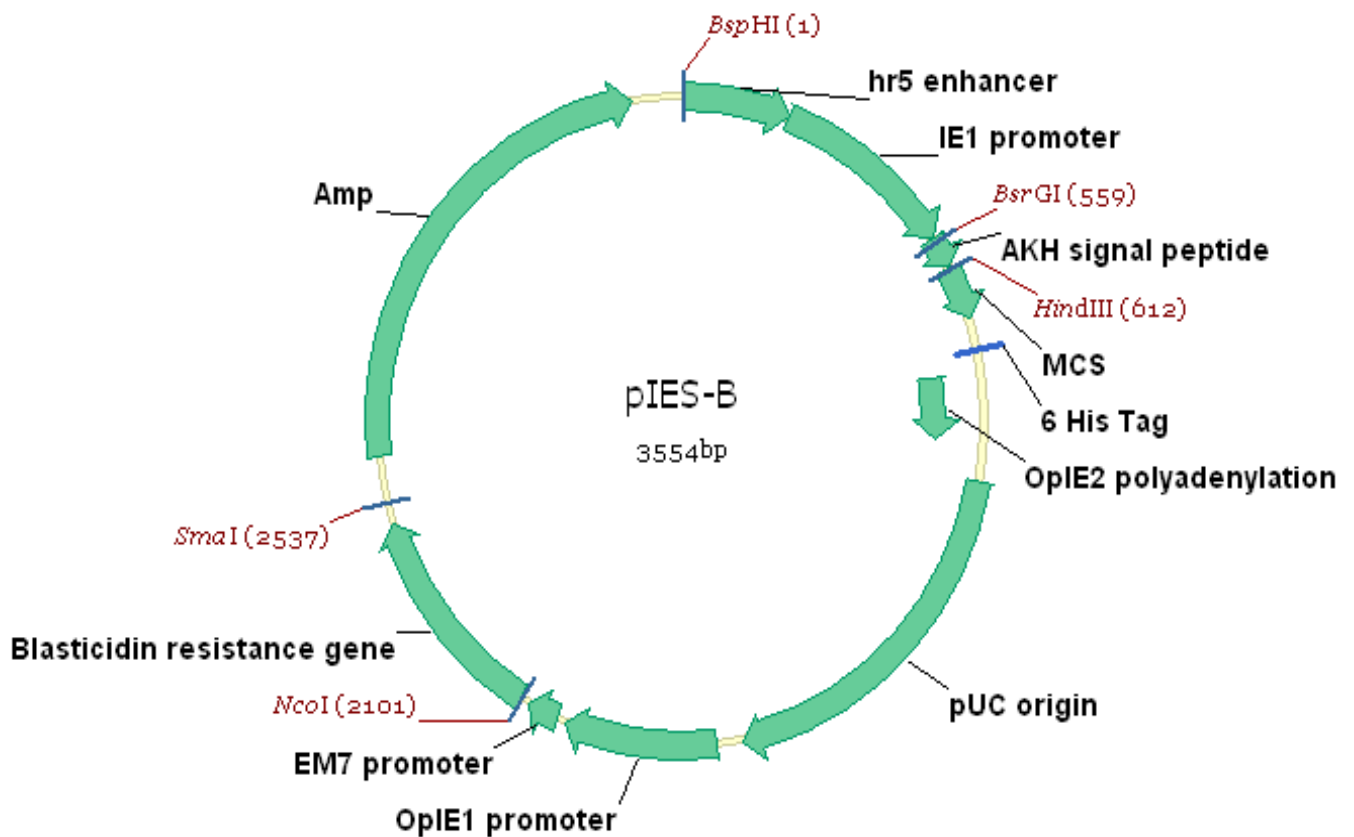 BspHI (1)
hr5 enhancer
IE1 promoter
BsrGI (559)
AKH signal peptide
HindIII (612)
MCS
6 His Tag
OpIE2 polyadenylation
pUC origin
OpIE1 promoter
EM7 promoter
NcoI (2101)
Blasticidin resistance gene
SmaI (2537)
Amp
pIES-B
3554bp